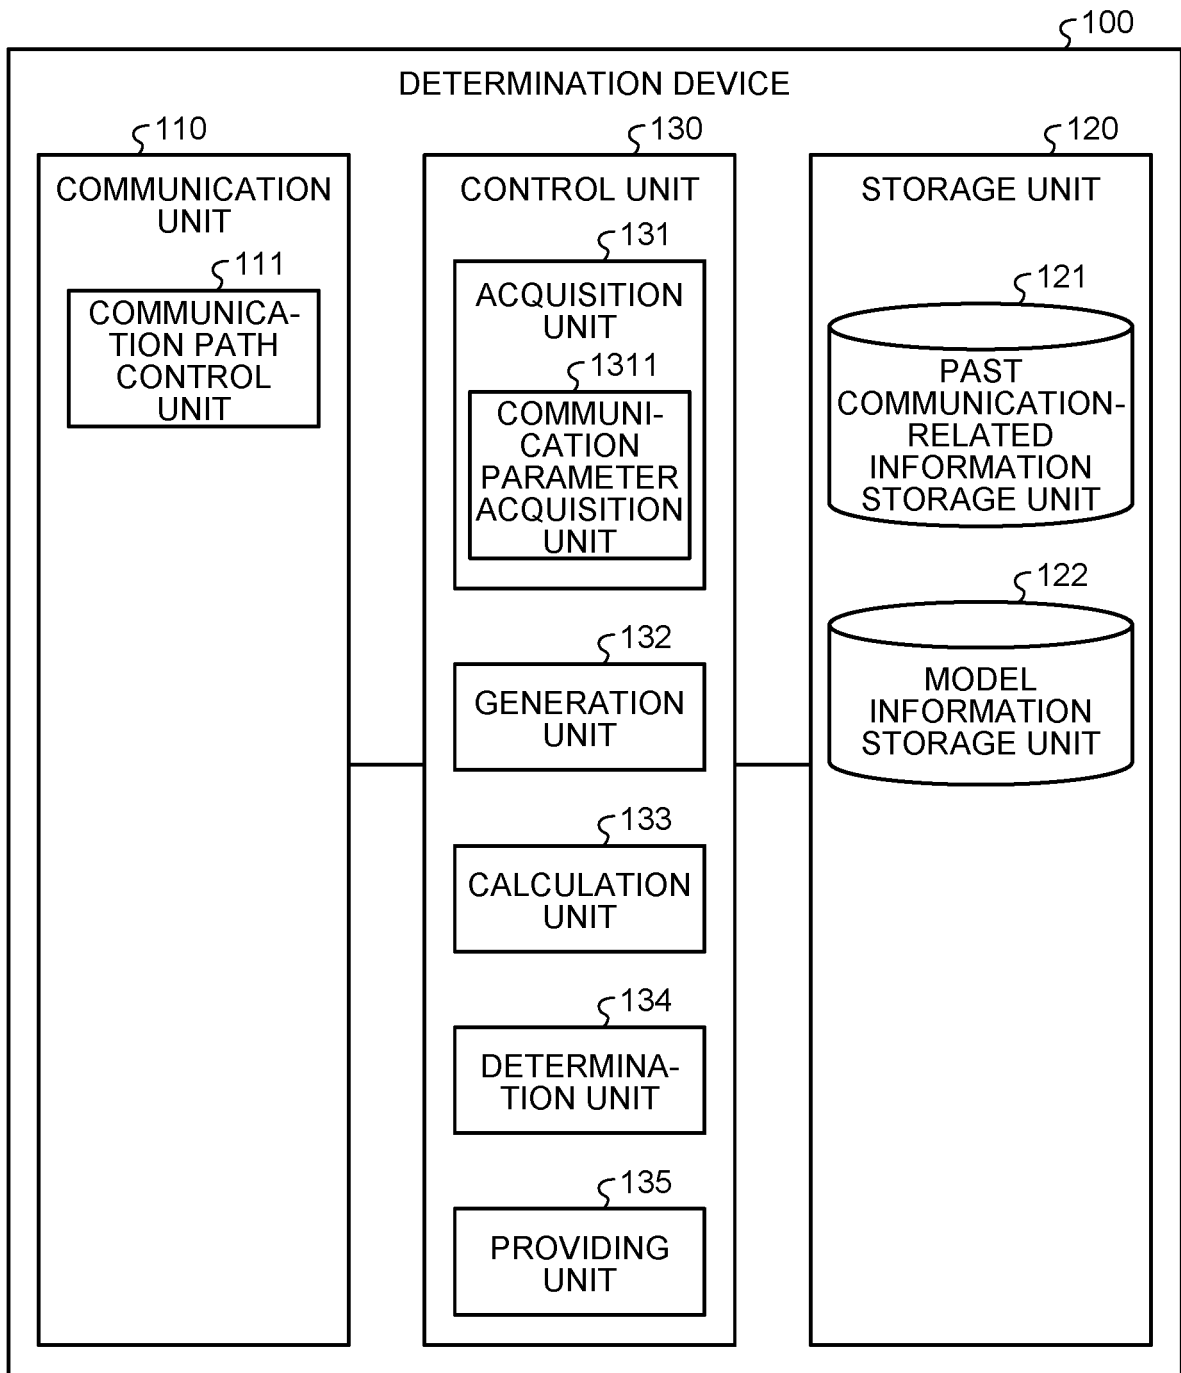 100
DETERMINATION DEVICE
110
COMMUNICATION
UNIT
111
COMMUNICA-
TION PATH
CONTROL
UNIT
130
CONTROL UNIT
131
ACQUISITION
UNIT
1311
COMMUNI-
CATION
PARAMETER
ACQUISITION
UNIT
132
GENERATION
UNIT
133
CALCULATION
UNIT
134
DETERMINA-
TION UNIT
135
PROVIDING
UNIT
120
STORAGE UNIT
121
PAST
COMMUNICATION-
RELATED
INFORMATION
STORAGE UNIT
122
MODEL
INFORMATION
STORAGE UNIT